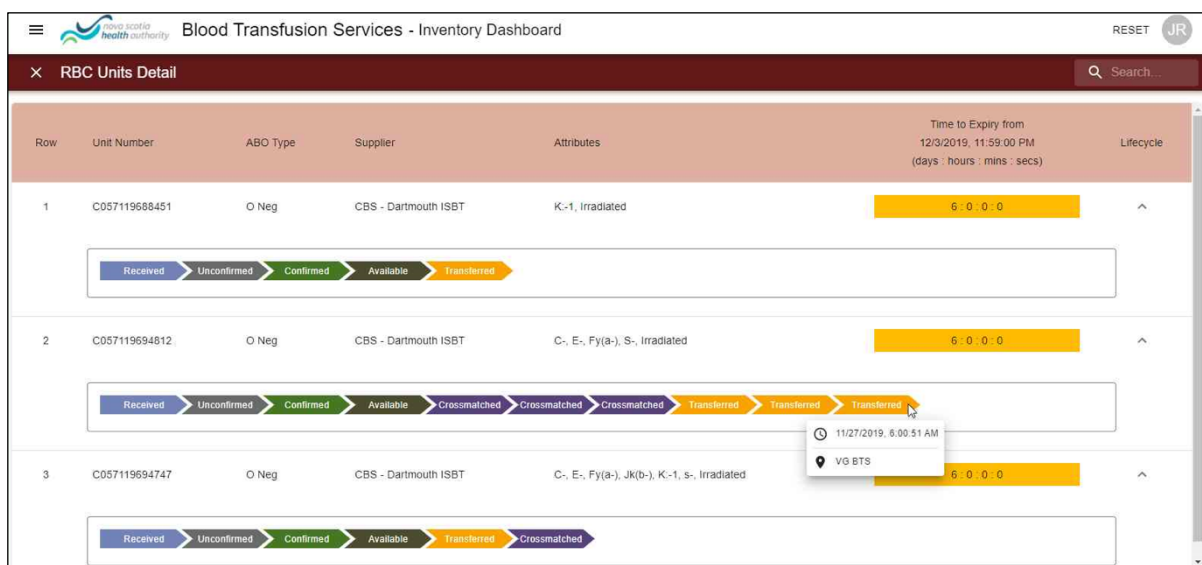 nova scotia
health authority
Blood Transfusion Services - Inventory Dashboard
RESET
JR
RBC Units Detail
Search...
Row
Unit Number
ABO Type
Supplier
Attributes
Time to Expiry from
12/3/2019, 11:59:00 PM
(days : hours : mins : secs)
Lifecycle
1
C057119688451
O Neg
CBS - Dartmouth ISBT
K:-1, Irradiated
6 : 0 : 0 : 0
Received
Unconfirmed
Confirmed
Available
Transferred
2
C057119694812
O Neg
CBS - Dartmouth ISBT
C-, E-, Fy(a-), S-, Irradiated
6 : 0 : 0 : 0
Received
Unconfirmed
Confirmed
Available
Crossmatched
Crossmatched
Crossmatched
Transferred
Transferred
Transferred
11/27/2019, 6:00:51 AM
VG BTS
3
C057119694747
O Neg
CBS - Dartmouth ISBT
C-, E-, Fy(a-), Jk(b-), K:-1, s-, Irradiated
6 : 0 : 0 : 0
Received
Unconfirmed
Confirmed
Available
Transferred
Crossmatched